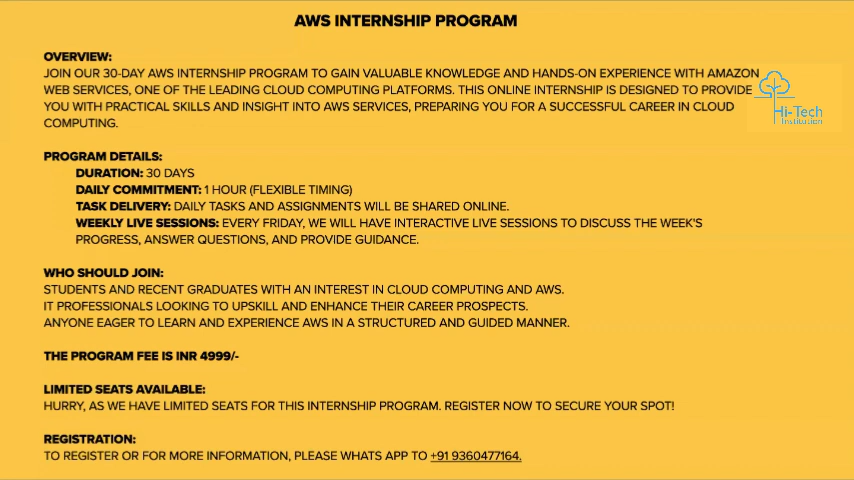 AWS INTERNSHIP PROGRAM
OVERVIEW:
JOIN OUR 30-DAY AWS INTERNSHIP PROGRAM TO GAIN VALUABLE KNOWLEDGE AND HANDS-ON EXPERIENCE WITH AMAZON
WEB SERVICES, ONE OF THE LEADING CLOUD COMPUTING PLATFORMS. THIS ONLINE INTERNSHIP IS DESIGNED TO PROVIDE
YOU WITH PRACTICAL SKILLS AND INSIGHT INTO AWS SERVICES, PREPARING YOU FOR A SUCCESSFUL CAREER IN CLOUD
COMPUTING.
Hi-Tech
Institution
PROGRAM DETAILS:
DURATION: 30 DAYS
DAILY COMMITMENT: 1 HOUR (FLEXIBLE TIMING)
TASK DELIVERY: DAILY TASKS AND ASSIGNMENTS WILL BE SHARED ONLINE.
WEEKLY LIVE SESSIONS: EVERY FRIDAY, WE WILL HAVE INTERACTIVE LIVE SESSIONS TO DISCUSS THE WEEK'S
PROGRESS, ANSWER QUESTIONS, AND PROVIDE GUIDANCE.
WHO SHOULD JOIN:
STUDENTS AND RECENT GRADUATES WITH AN INTEREST IN CLOUD COMPUTING AND AWS.
IT PROFESSIONALS LOOKING TO UPSKILL AND ENHANCE THEIR CAREER PROSPECTS.
ANYONE EAGER TO LEARN AND EXPERIENCE AWS IN A STRUCTURED AND GUIDED MANNER.
THE PROGRAM FEE IS INR 4999/-
LIMITED SEATS AVAILABLE:
HURRY, AS WE HAVE LIMITED SEATS FOR THIS INTERNSHIP PROGRAM. REGISTER NOW TO SECURE YOUR SPOT!
REGISTRATION:
TO REGISTER OR FOR MORE INFORMATION, PLEASE WHATS APP TO +91 9360477164.